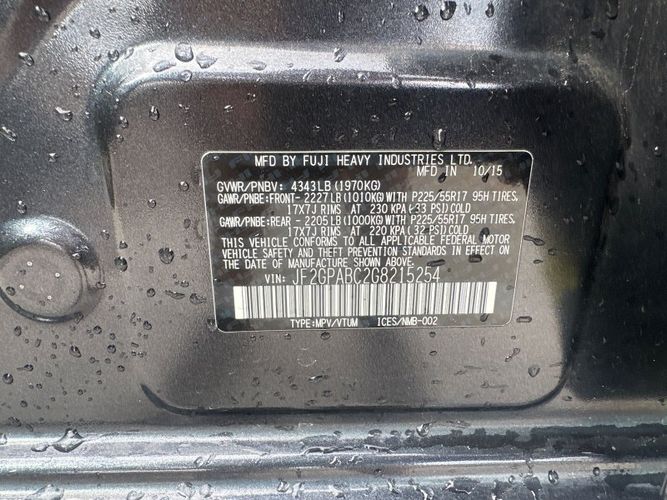 MFD BY FUJI HEAVY INDUSTRIES LTD.
MFD IN 10/15
GVWR/PNBV: 4343LB (1970KG)
GAWR/PNBE:FRONT- 2227LB (1010KG)WITH P225/55R17 95H TIRES,
17X7J RIMS AT 230 KPA (33 PSI) COLD
GAWR/PNBE:REAR - 2205LB (1000KG)WITH P225/55R17 95H TIRES,
17X7J RIMS AT 220 KPA (32 PSI) COLD
THIS VEHICLE CONFORMS TO ALL APPLICABLE FEDERAL MOTOR
VEHICLE SAFETY AND THEFT PREVENTION STANDARDS IN EFFECT ON
THE DATE OF MANUFACTURE SHOWN ABOVE.
VIN: JF2GPABC2G8215254
TYPE:MPV/VTUM ICES/NMB-002